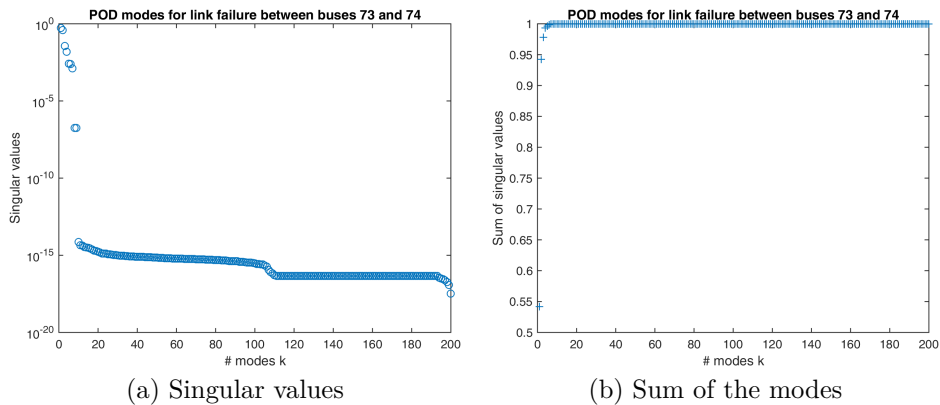 POD modes for link failure between buses 73 and 74
Singular values
10^0
10^-5
10^-10
10^-15
10^-20
0 20 40 60 80 100 120 140 160 180 200
# modes k
(a) Singular values
POD modes for link failure between buses 73 and 74
Sum of singular values
1
0.95
0.9
0.85
0.8
0.75
0.7
0.65
0.6
0.55
0.5
0 20 40 60 80 100 120 140 160 180 200
# modes k
(b) Sum of the modes